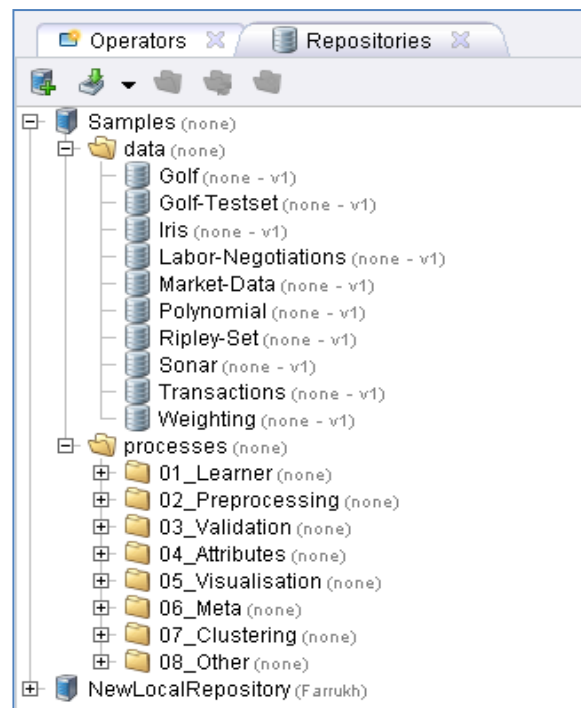 Operators Repositories
Samples (none)
data (none)
Golf (none - v1)
Golf-Testset (none - v1)
Iris (none - v1)
Labor-Negotiations (none - v1)
Market-Data (none - v1)
Polynomial (none - v1)
Ripley-Set (none - v1)
Sonar (none - v1)
Transactions (none - v1)
Weighting (none - v1)
processes (none)
01_Learner (none)
02_Preprocessing (none)
03_Validation (none)
04_Attributes (none)
05_Visualisation (none)
06_Meta (none)
07_Clustering (none)
08_Other (none)
NewLocalRepository (Farrukh)